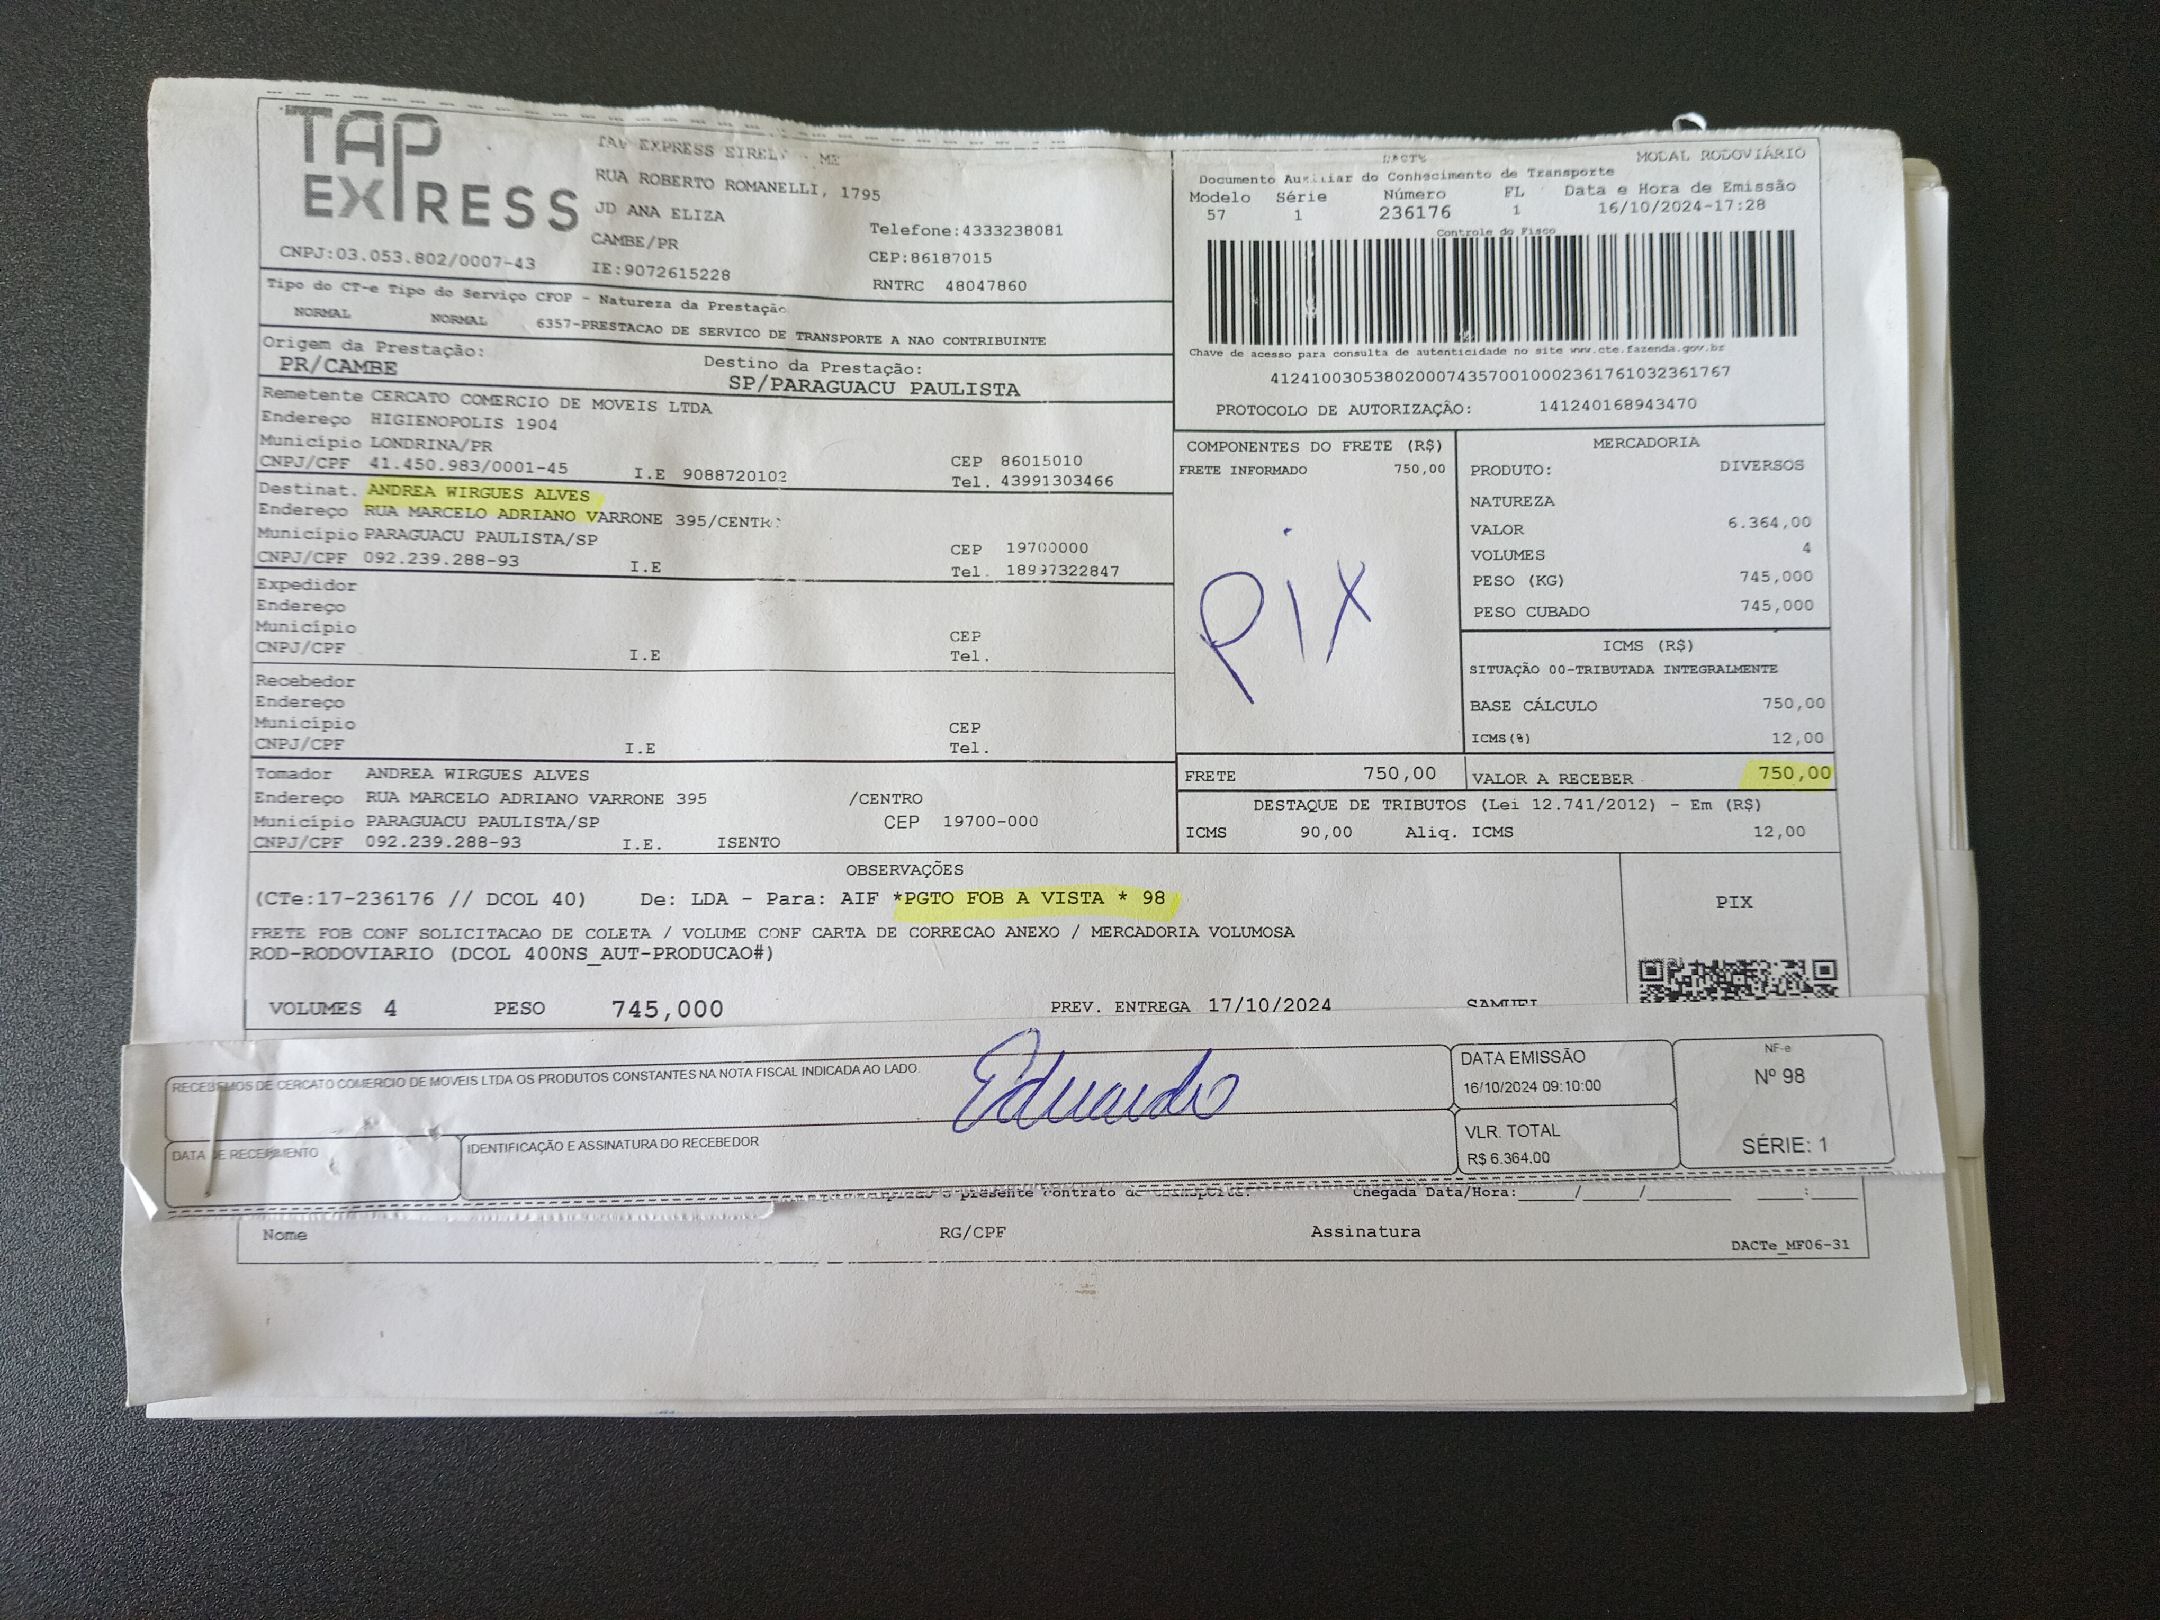 TAP
EXPRESS
TAP EXPRESS EIRELI - ME
RUA ROBERTO ROMANELLI, 1795
JD ANA ELIZA
CAMBE/PR
IE:9072615228
CNPJ:03.053.802/0007-43
Telefone:4333238081
CEP:86187015
RNTRC 48047860
DACTE MODAL RODOVIÁRIO
Documento Auxiliar do Conhecimento de Transporte
Modelo Série Número FL Data e Hora de Emissão
57 1 236176 1 16/10/2024-17:28
Controle do Fisco
Chave de acesso para consulta de autenticidade no site www.cte.fazenda.gov.br
41241003053802000743570010002361761032361767
PROTOCOLO DE AUTORIZAÇÃO: 141240168943470
Tipo do CT-e Tipo do Serviço CFOP - Natureza da Prestação
NORMAL NORMAL 6357-PRESTACAO DE SERVICO DE TRANSPORTE A NAO CONTRIBUINTE
Origem da Prestação: Destino da Prestação:
PR/CAMBE SP/PARAGUACU PAULISTA
Remetente CERCATO COMERCIO DE MOVEIS LTDA
Endereço HIGIENOPOLIS 1904
Município LONDRINA/PR CEP 86015010
CNPJ/CPF 41.450.983/0001-45 I.E 9088720102 Tel. 43991303466
Destinat. ANDREA WIRGUES ALVES
Endereço RUA MARCELO ADRIANO VARRONE 395/CENTR
Município PARAGUACU PAULISTA/SP CEP 19700000
CNPJ/CPF 092.239.288-93 I.E Tel. 18997322847
Expedidor
Endereço
Município CEP
CNPJ/CPF I.E Tel.
Recebedor
Endereço
Município CEP
CNPJ/CPF I.E Tel.
Tomador ANDREA WIRGUES ALVES
Endereço RUA MARCELO ADRIANO VARRONE 395 /CENTRO
Município PARAGUACU PAULISTA/SP CEP 19700-000
CNPJ/CPF 092.239.288-93 I.E. ISENTO
COMPONENTES DO FRETE (R$)
FRETE INFORMADO 750,00
Pix
MERCADORIA
PRODUTO: DIVERSOS
NATUREZA
VALOR 6.364,00
VOLUMES 4
PESO (KG) 745,000
PESO CUBADO 745,000
ICMS (R$)
SITUAÇÃO 00-TRIBUTADA INTEGRALMENTE
BASE CÁLCULO 750,00
ICMS(%) 12,00
FRETE 750,00 VALOR A RECEBER 750,00
DESTAQUE DE TRIBUTOS (Lei 12.741/2012) - Em (R$)
ICMS 90,00 Aliq. ICMS 12,00
OBSERVAÇÕES
(CTe:17-236176 // DCOL 40) De: LDA - Para: AIF *PGTO FOB A VISTA * 98
FRETE FOB CONF SOLICITACAO DE COLETA / VOLUME CONF CARTA DE CORRECAO ANEXO / MERCADORIA VOLUMOSA
ROD-RODOVIARIO (DCOL 400NS_AUT-PRODUCAO#)
PIX
VOLUMES 4 PESO 745,000 PREV. ENTREGA 17/10/2024 SAMUEL
RECEBEMOS DE CERCATO COMERCIO DE MOVEIS LTDA OS PRODUTOS CONSTANTES NA NOTA FISCAL INDICADA AO LADO.
Eduardo
DATA DE RECEBIMENTO IDENTIFICAÇÃO E ASSINATURA DO RECEBEDOR
DATA EMISSÃO
16/10/2024 09:10:00
VLR. TOTAL
R$ 6.364,00
NF-e
Nº 98
SÉRIE: 1
presente contrato de transporte. Chegada Data/Hora:_____/_____/_______ ____:____
Nome RG/CPF Assinatura
DACTe_MF06-31